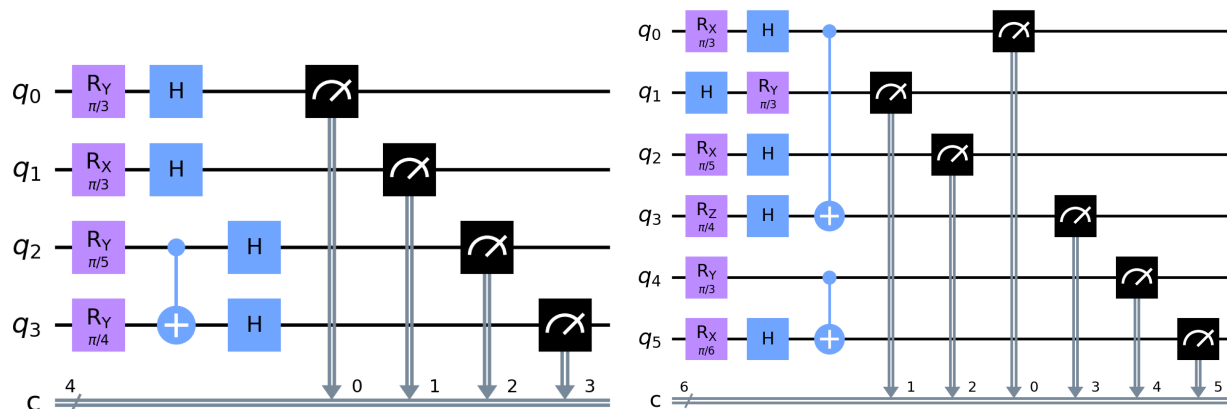 q0 RY π/3 H
q1 RX π/3 H
q2 RY π/5 H
q3 RY π/4 H
4 0 1 2 3
c
q0 RX π/3 H
q1 H RY π/3
q2 RX π/5 H
q3 RZ π/4 H
q4 RY π/3
q5 RX π/6 H
6 1 2 0 3 4 5
c